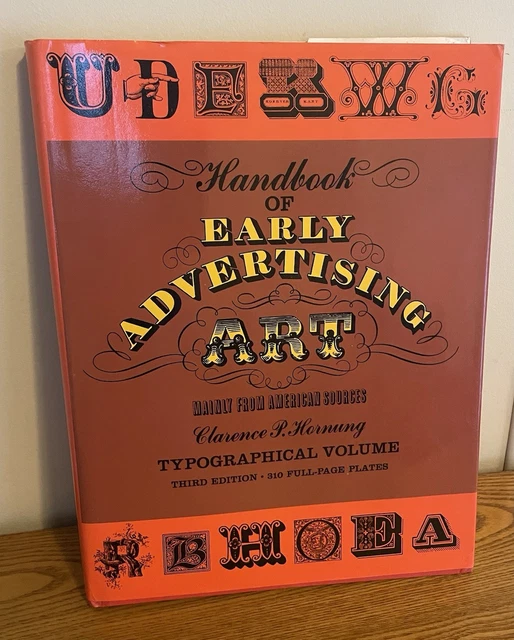 U D E X W G
Handbook
OF
EARLY
ADVERTISING
ART
MAINLY FROM AMERICAN SOURCES
Clarence P. Hornung
TYPOGRAPHICAL VOLUME
THIRD EDITION • 310 FULL-PAGE PLATES
R B H O E A